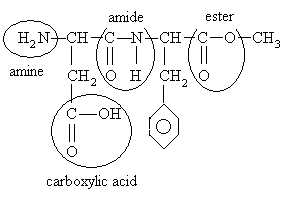 amide ester
H₂N—CH—C—N—CH—C—O—CH₃
amine O H O
CH₂ CH₂
C—OH
O
carboxylic acid